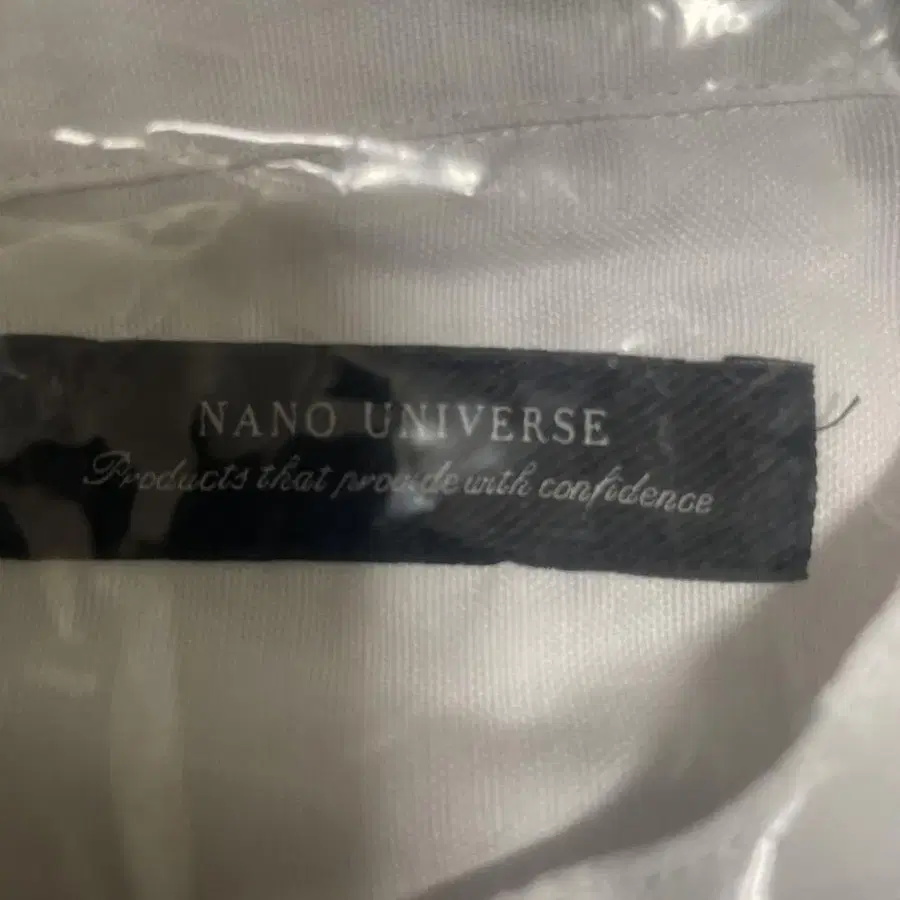 NANO UNIVERSE
Products that provide with confidence